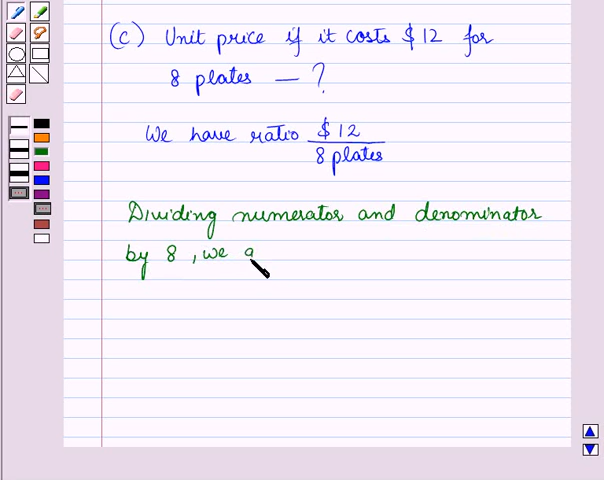 (c) Unit price if it costs $12 for
8 plates — ?
We have ratio $12
8 plates
Dividing numerator and denominator
by 8, we